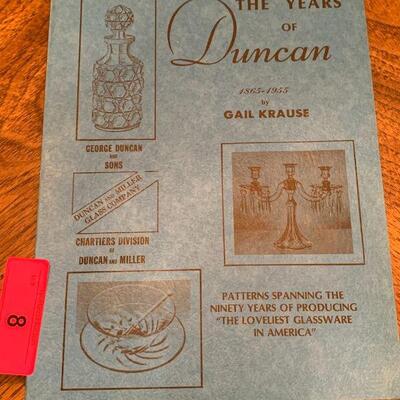 THE YEARS
OF
Duncan
1865-1955
by
GAIL KRAUSE
GEORGE DUNCAN
AND
SONS
DUNCAN AND MILLER
GLASS COMPANY
CHARTIERS DIVISION
OF
DUNCAN AND MILLER
PATTERNS SPANNING THE
NINETY YEARS OF PRODUCING
"THE LOVELIEST GLASSWARE
IN AMERICA"
8